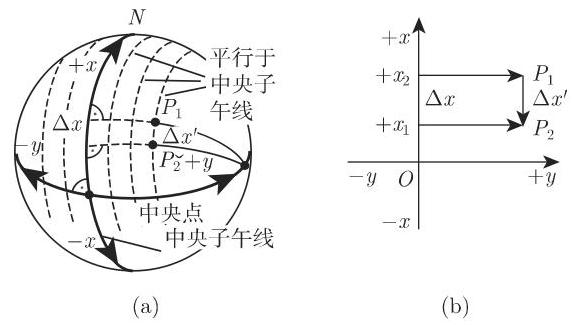 N
+x
平行于
中央子
午线
P₁
Δx
Δx′
-y
P₂
+y
中央点
-x
中央子午线
(a)
+x
+x₂
P₁
Δx
Δx′
+x₁
P₂
-y
O
+y
-x
(b)